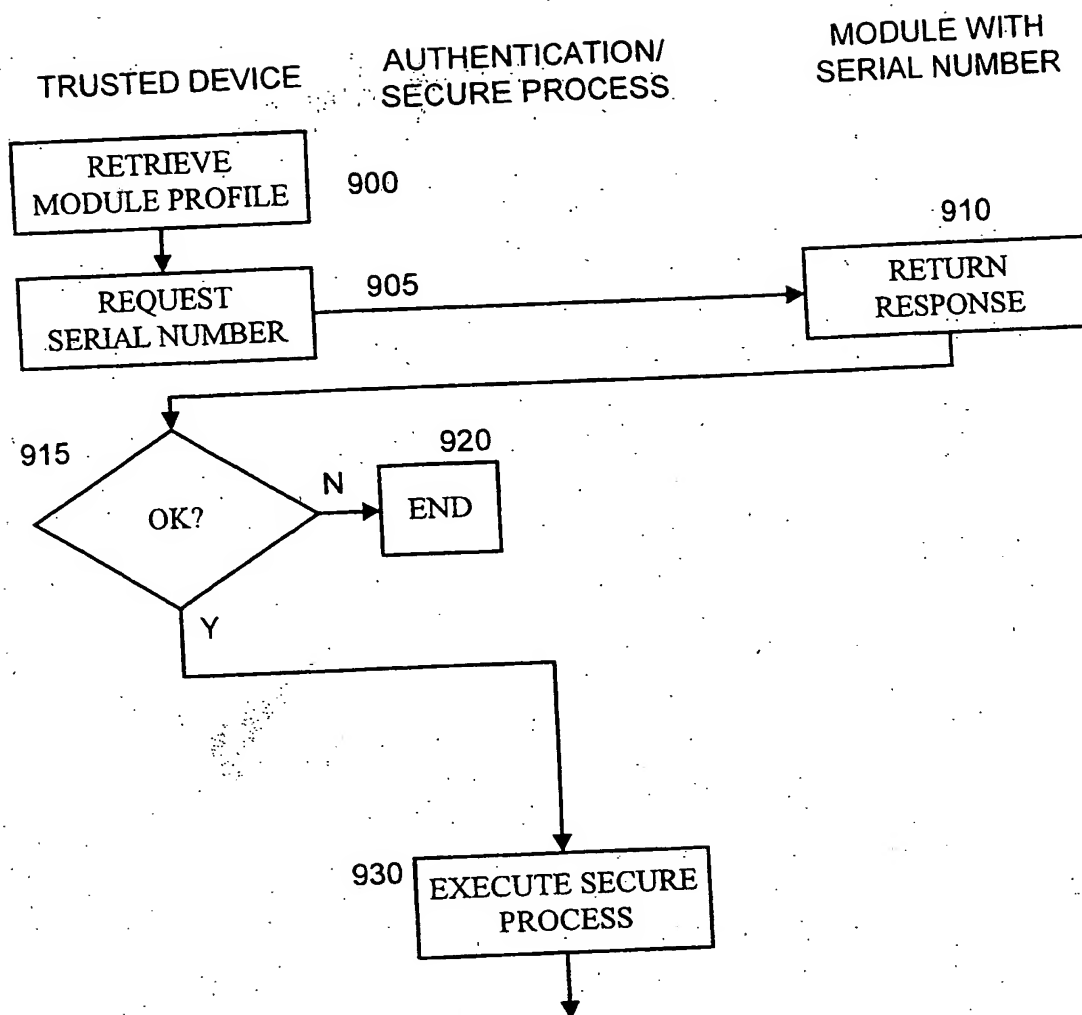 TRUSTED DEVICE
AUTHENTICATION/
SECURE PROCESS
MODULE WITH
SERIAL NUMBER
RETRIEVE
MODULE PROFILE
900
REQUEST
SERIAL NUMBER
905
910
RETURN
RESPONSE
915
OK?
N
920
END
Y
930
EXECUTE SECURE
PROCESS